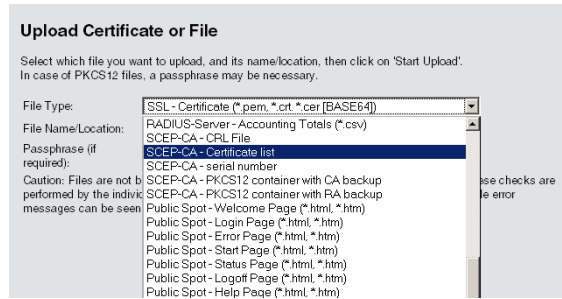 Upload Certificate or File
Select which file you want to upload, and its name/location, then click on 'Start Upload'.
In case of PKCS12 files, a passphrase may be necessary.
File Type:
SSL - Certificate (*.pem, *.crt. *.cer [BASE64])
File Name/Location:
RADIUS-Server - Accounting Totals (*.csv)
SCEP-CA - CRL File
Passphrase (if
required):
SCEP-CA - Certificate list
SCEP-CA - serial number
Caution: Files are not b
SCEP-CA - PKCS12 container with CA backup
ese checks are
performed by the individ
SCEP-CA - PKCS12 container with RA backup
le error
messages can be seen
Public Spot - Welcome Page (*.html, *.htm)
Public Spot - Login Page (*.html, *.htm)
Public Spot - Error Page (*.html, *.htm)
Public Spot - Start Page (*.html, *.htm)
Public Spot - Status Page (*.html, *.htm)
Public Spot - Logoff Page (*.html, *.htm)
Public Spot - Help Page (*.html, *.htm)